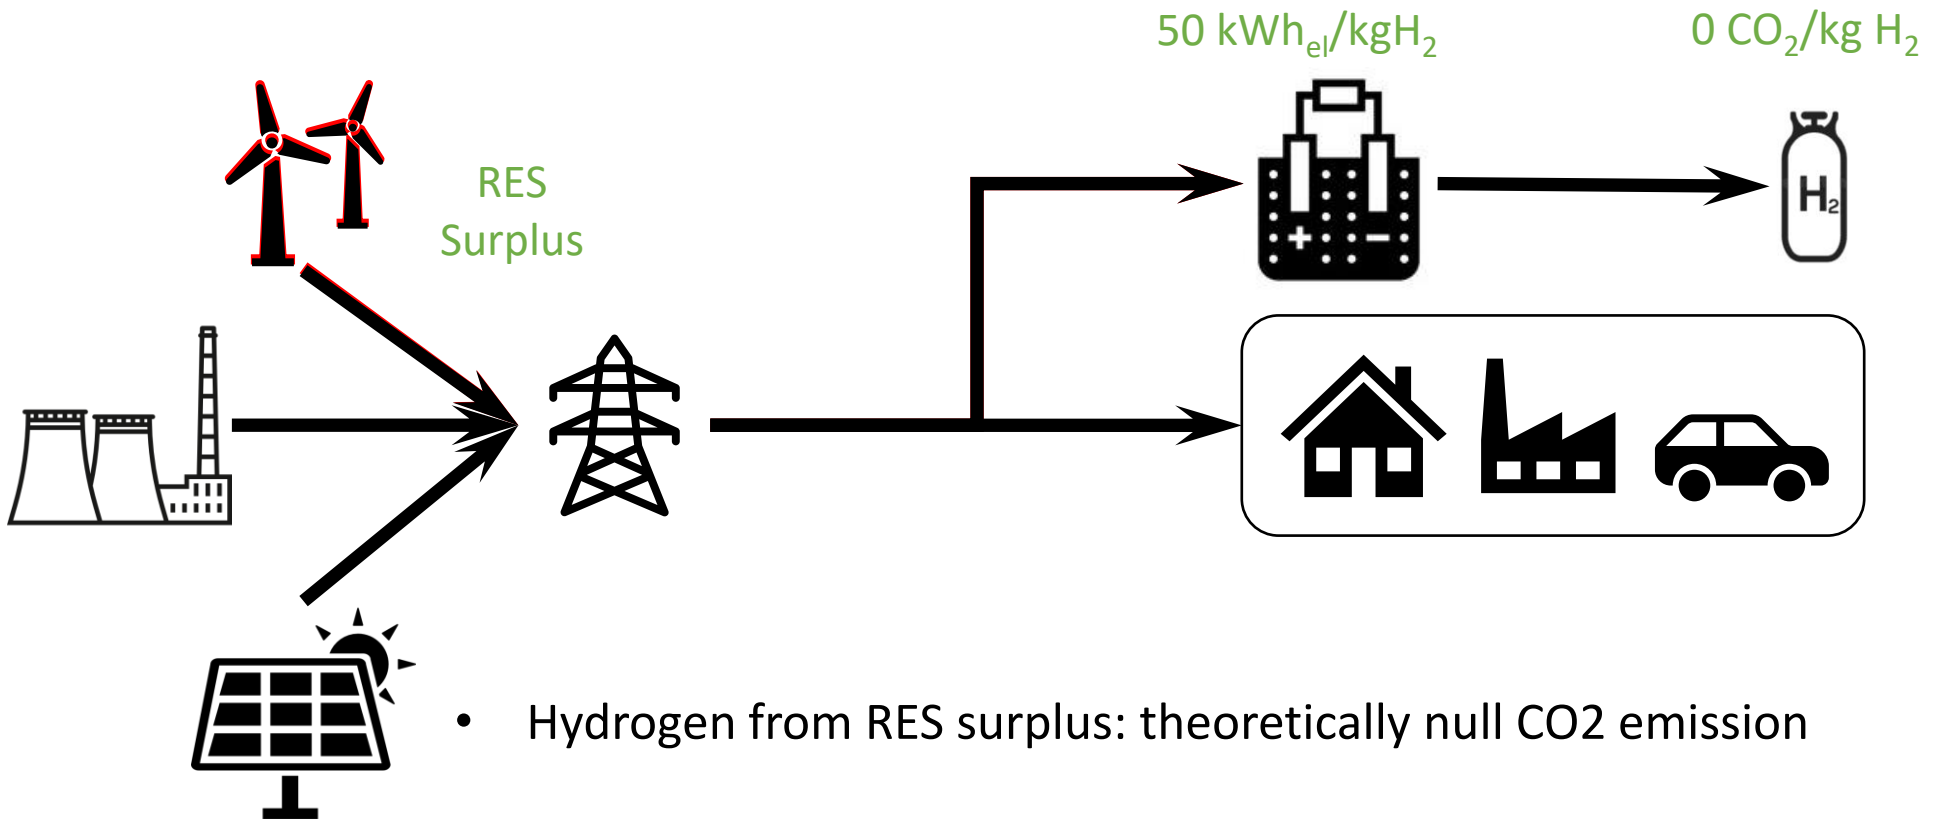 50 kWhel/kgH2
0 CO2/kg H2
RES
Surplus
H2
+ −
• Hydrogen from RES surplus: theoretically null CO2 emission